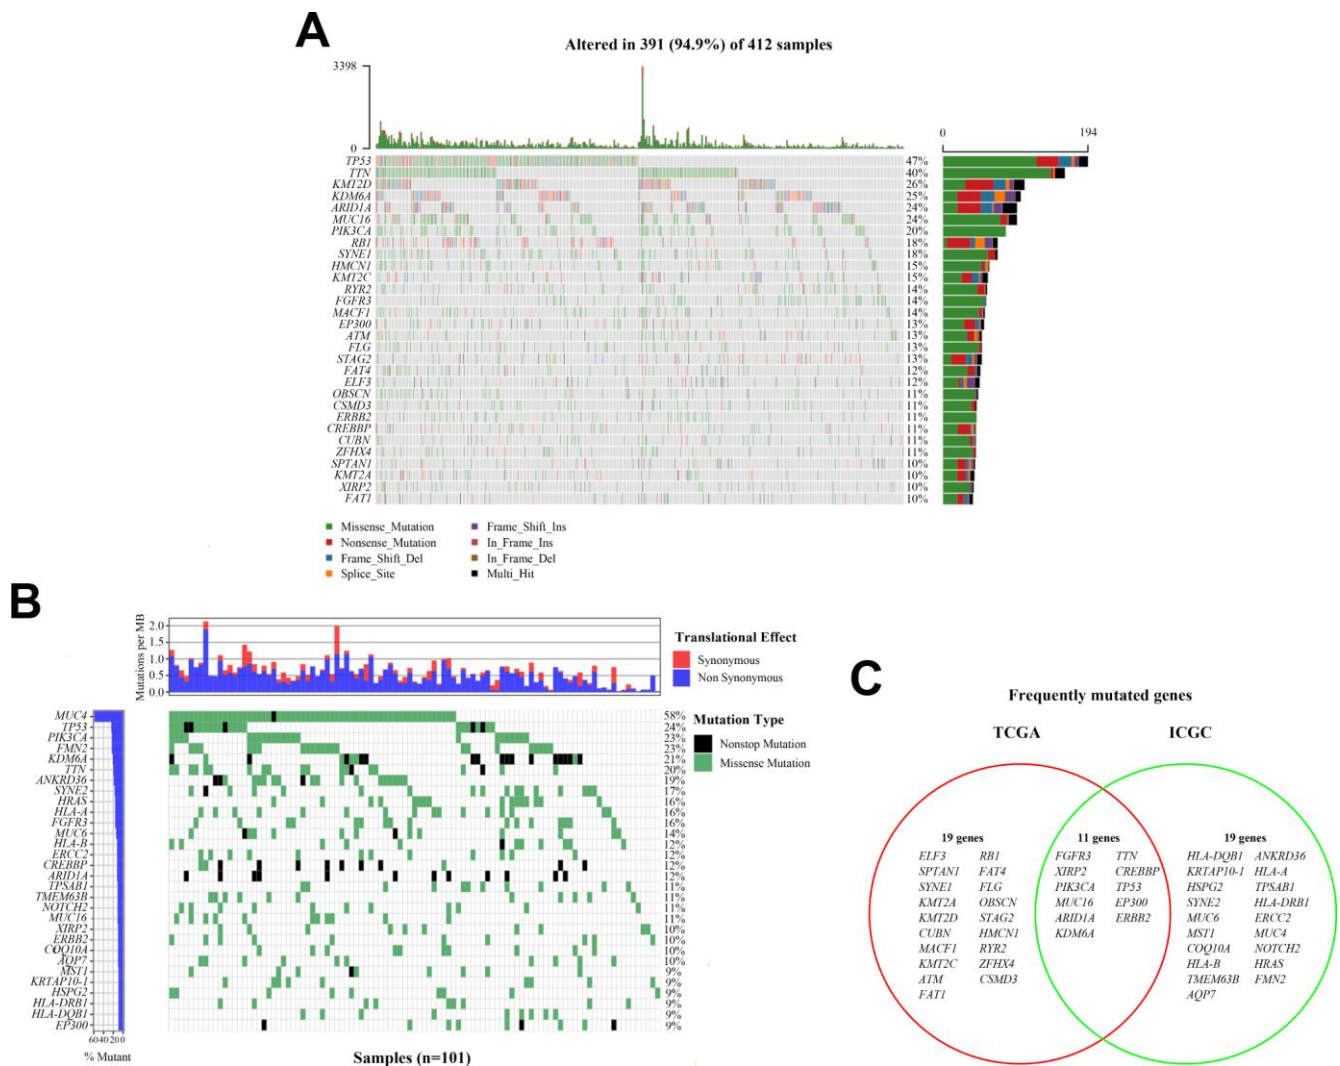 A
Altered in 391 (94.9%) of 412 samples
3398
0
0 194
TP53 47%
TTN 40%
KMT2D 26%
KDM6A 25%
ARID1A 24%
MUC16 24%
PIK3CA 20%
RB1 18%
SYNE1 18%
HMCN1 15%
KMT2C 15%
RYR2 14%
FGFR3 14%
MACF1 14%
EP300 13%
ATM 13%
FLG 13%
STAG2 13%
FAT4 12%
ELF3 12%
OBSCN 11%
CSMD3 11%
ERBB2 11%
CREBBP 11%
CUBN 11%
ZFHX4 11%
SPTAN1 10%
KMT2A 10%
XIRP2 10%
FAT1 10%
Missense_Mutation Frame_Shift_Ins
Nonsense_Mutation In_Frame_Ins
Frame_Shift_Del In_Frame_Del
Splice_Site Multi_Hit
B
Mutations per MB
2.0
1.5
1.0
0.5
0.0
Translational Effect
Synonymous
Non Synonymous
MUC4 58%
TP53 24%
PIK3CA 23%
FMN2 23%
KDM6A 21%
TTN 20%
ANKRD36 19%
SYNE2 17%
HRAS 16%
HLA-A 16%
FGFR3 16%
MUC6 14%
HLA-B 12%
ERCC2 12%
CREBBP 12%
ARID1A 12%
TPSAB1 11%
TMEM63B 11%
NOTCH2 11%
MUC16 11%
XIRP2 10%
ERBB2 10%
COQ10A 10%
AQP7 10%
MST1 9%
KRTAP10-1 9%
HSPG2 9%
HLA-DRB1 9%
HLA-DQB1 9%
EP300 9%
6040 200
% Mutant
Samples (n=101)
Mutation Type
Nonstop Mutation
Missense Mutation
C
Frequently mutated genes
TCGA ICGC
19 genes
ELF3 RB1
SPTAN1 FAT4
SYNE1 FLG
KMT2A OBSCN
KMT2D STAG2
CUBN HMCN1
MACF1 RYR2
KMT2C ZFHX4
ATM CSMD3
FAT1
11 genes
FGFR3 TTN
XIRP2 CREBBP
PIK3CA TP53
MUC16 EP300
ARID1A ERBB2
KDM6A
19 genes
HLA-DQB1 ANKRD36
KRTAP10-1 HLA-A
HSPG2 TPSAB1
SYNE2 HLA-DRB1
MUC6 ERCC2
MST1 MUC4
COQ10A NOTCH2
HLA-B HRAS
TMEM63B FMN2
AQP7